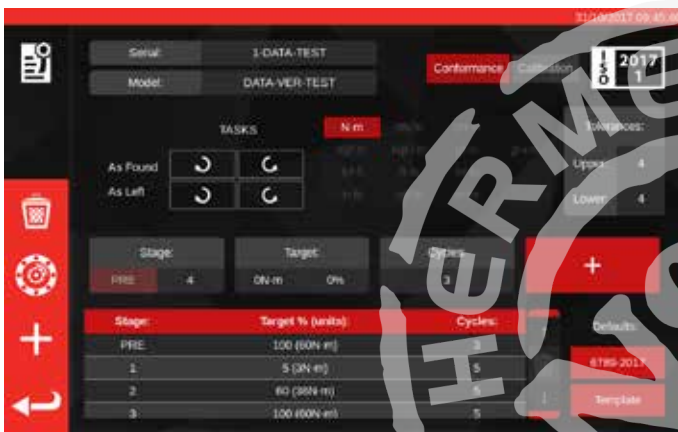 31/10/2017 09:45:
Serial: 1-DATA-TEST
Model: DATA-VER-TEST
Conformance Calibration
ISO 2017 1
TASKS
N·m
As Found
As Left
Tolerances:
Upper: 4
Lower: 4
Stage: Target: Cycles:
PRE 4 0N·m 0% 3
+
Stage: Target % (units): Cycles:
PRE 100 (60N·m) 3
1 5 (3N·m) 5
2 60 (36N·m) 5
3 100 (60N·m) 5
Defaults:
6789-2017
Template
HERM